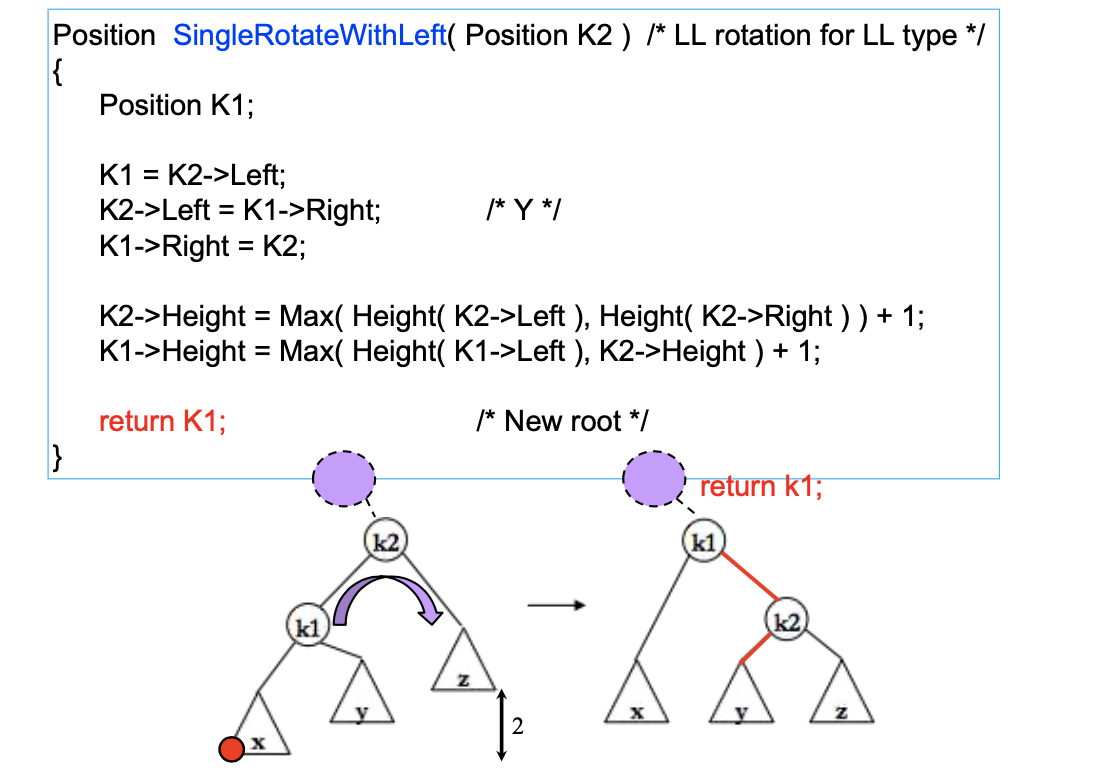 Position SingleRotateWithLeft( Position K2 ) /* LL rotation for LL type */
{
Position K1;
K1 = K2->Left;
K2->Left = K1->Right; /* Y */
K1->Right = K2;
K2->Height = Max( Height( K2->Left ), Height( K2->Right ) ) + 1;
K1->Height = Max( Height( K1->Left ), K2->Height ) + 1;
return K1; /* New root */
}
return k1;
k2
k1
z
y
x
2
k1
k2
x
y
z